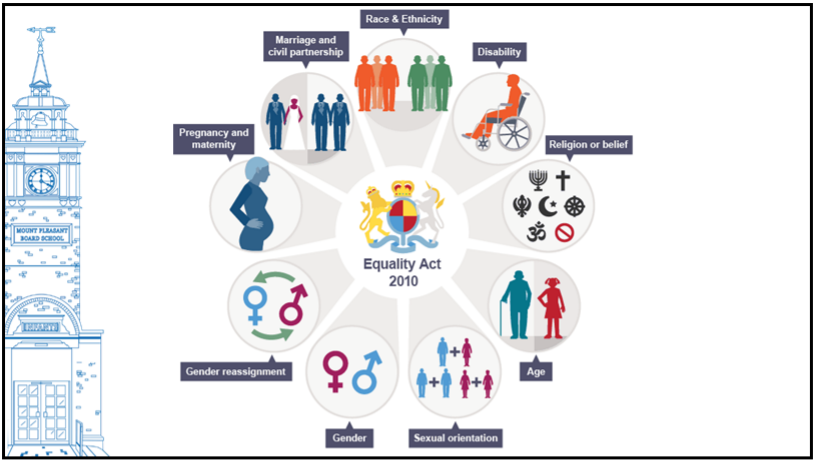 Race & Ethnicity
Marriage and
civil partnership
Disability
Pregnancy and
maternity
Religion or belief
MOUNT PLEASANT
BOARD SCHOOL
Equality Act
2010
INFANTS
Gender reassignment
Age
Gender
Sexual orientation